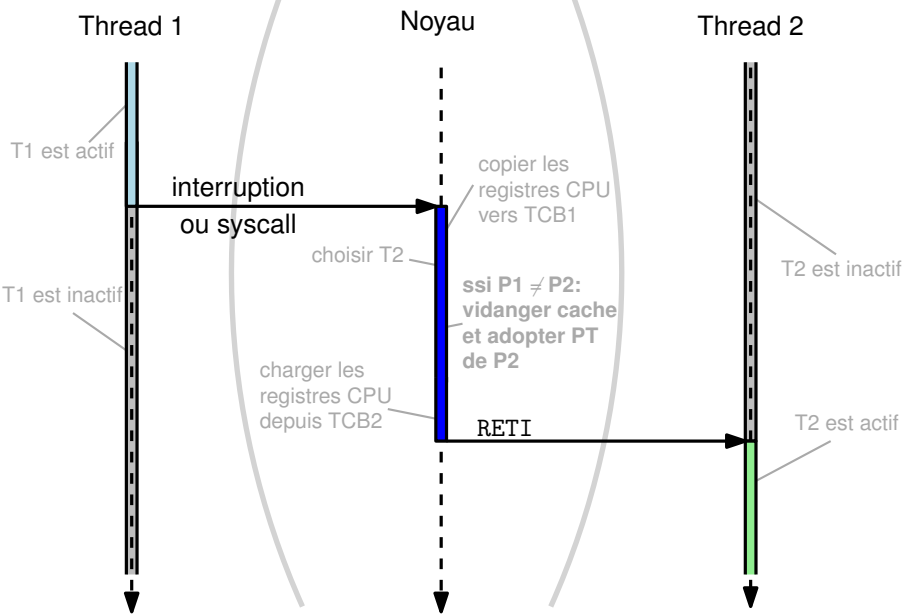 Thread 1
Noyau
Thread 2
T1 est actif
interruption
ou syscall
copier les
registres CPU
vers TCB1
choisir T2
T2 est inactif
T1 est inactif
ssi P1 ≠ P2:
vidanger cache
et adopter PT
de P2
charger les
registres CPU
depuis TCB2
RETI
T2 est actif